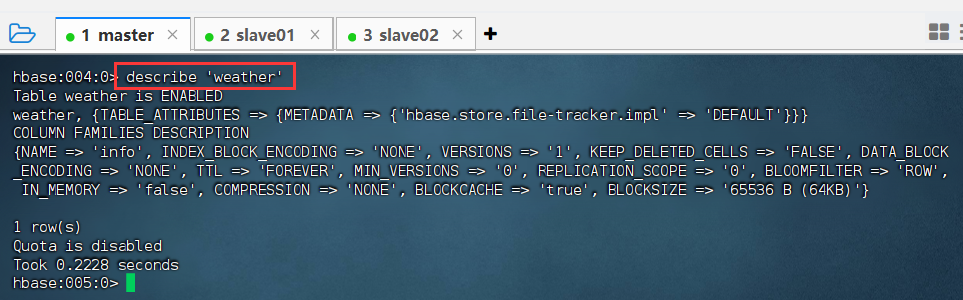 1 master × 2 slave01 × 3 slave02 × +
hbase:004:0> describe 'weather'
Table weather is ENABLED
weather, {TABLE_ATTRIBUTES => {METADATA => {'hbase.store.file-tracker.impl' => 'DEFAULT'}}}
COLUMN FAMILIES DESCRIPTION
{NAME => 'info', INDEX_BLOCK_ENCODING => 'NONE', VERSIONS => '1', KEEP_DELETED_CELLS => 'FALSE', DATA_BLOCK
_ENCODING => 'NONE', TTL => 'FOREVER', MIN_VERSIONS => '0', REPLICATION_SCOPE => '0', BLOOMFILTER => 'ROW',
 IN_MEMORY => 'false', COMPRESSION => 'NONE', BLOCKCACHE => 'true', BLOCKSIZE => '65536 B (64KB)'}
1 row(s)
Quota is disabled
Took 0.2228 seconds
hbase:005:0>